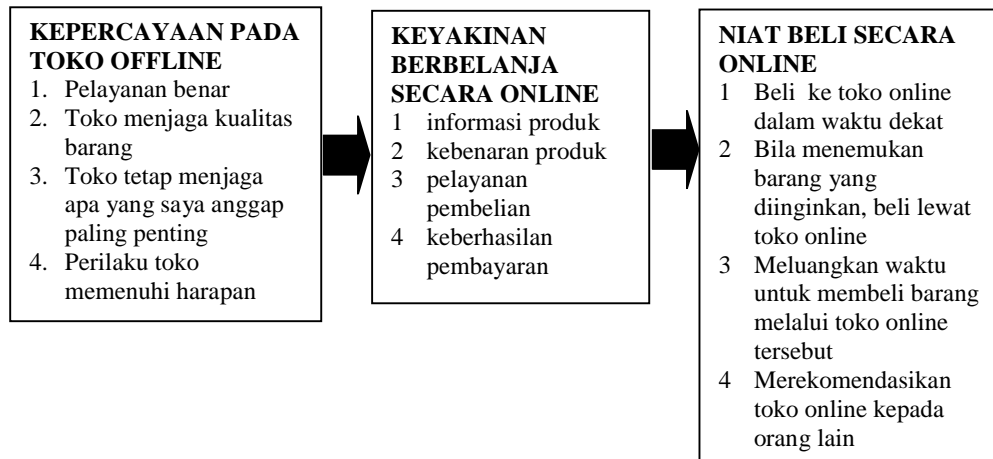 KEPERCAYAAN PADA
TOKO OFFLINE
1. Pelayanan benar
2. Toko menjaga kualitas
barang
3. Toko tetap menjaga
apa yang saya anggap
paling penting
4. Perilaku toko
memenuhi harapan
KEYAKINAN
BERBELANJA
SECARA ONLINE
1 informasi produk
2 kebenaran produk
3 pelayanan
pembelian
4 keberhasilan
pembayaran
NIAT BELI SECARA
ONLINE
1 Beli ke toko online
dalam waktu dekat
2 Bila menemukan
barang yang
diinginkan, beli lewat
toko online
3 Meluangkan waktu
untuk membeli barang
melalui toko online
tersebut
4 Merekomendasikan
toko online kepada
orang lain